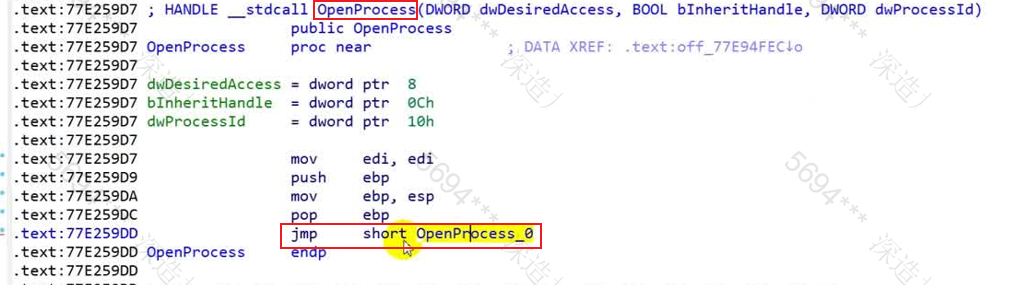 .text:77E259D7 ; HANDLE __stdcall OpenProcess(DWORD dwDesiredAccess, BOOL bInheritHandle, DWORD dwProcessId)
.text:77E259D7 public OpenProcess
.text:77E259D7 OpenProcess proc near ; DATA XREF: .text:off_77E94FEC↓o
.text:77E259D7
.text:77E259D7 dwDesiredAccess = dword ptr 8
.text:77E259D7 bInheritHandle = dword ptr 0Ch
.text:77E259D7 dwProcessId = dword ptr 10h
.text:77E259D7
.text:77E259D7 mov edi, edi
.text:77E259D9 push ebp
.text:77E259DA mov ebp, esp
.text:77E259DC pop ebp
.text:77E259DD jmp short OpenProcess_0
.text:77E259DD OpenProcess endp
.text:77E259DD
深造
深造
5694***
5694***
深造
深造